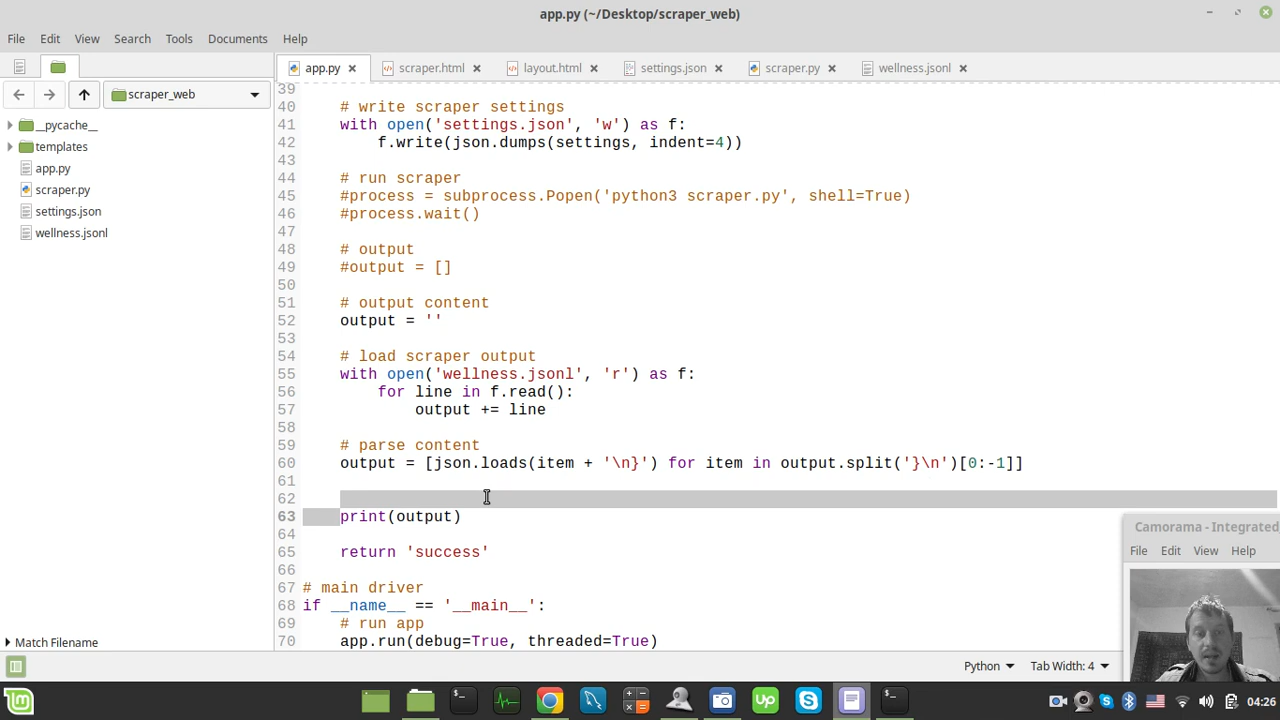 app.py (~/Desktop/scraper_web)
File Edit View Search Tools Documents Help
app.py scraper.html layout.html settings.json scraper.py wellness.jsonl
scraper_web
__pycache__
templates
app.py
scraper.py
settings.json
wellness.jsonl
Match Filename
39
40 # write scraper settings
41 with open('settings.json', 'w') as f:
42 f.write(json.dumps(settings, indent=4))
43
44 # run scraper
45 #process = subprocess.Popen('python3 scraper.py', shell=True)
46 #process.wait()
47
48 # output
49 #output = []
50
51 # output content
52 output = ''
53
54 # load scraper output
55 with open('wellness.jsonl', 'r') as f:
56 for line in f.read():
57 output += line
58
59 # parse content
60 output = [json.loads(item + '\n}') for item in output.split('}\n')[0:-1]]
61
62
63 print(output)
64
65 return 'success'
66
67 # main driver
68 if __name__ == '__main__':
69 # run app
70 app.run(debug=True, threaded=True)
Camorama - Integrated
File Edit View Help
Python Tab Width: 4
Up
04:26